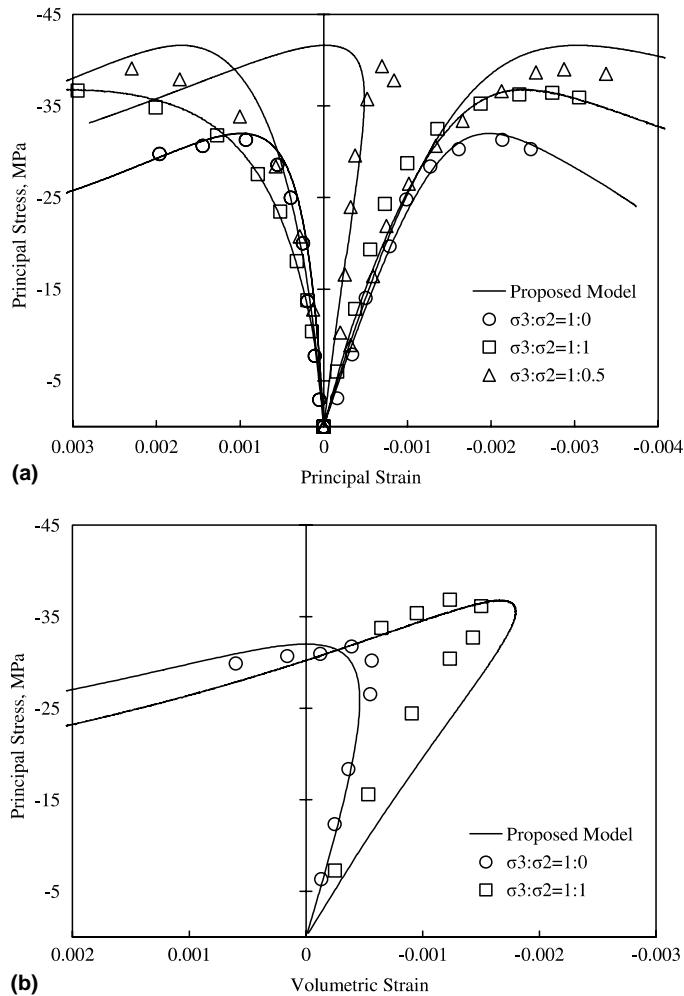 -45
-35
-25
-15
-5
Principal Stress, MPa
Proposed Model
σ3:σ2=1:0
σ3:σ2=1:1
σ3:σ2=1:0.5
0.003 0.002 0.001 0 -0.001 -0.002 -0.003 -0.004
(a)
Principal Strain
-45
-35
-25
-15
-5
Principal Stress, MPa
Proposed Model
σ3:σ2=1:0
σ3:σ2=1:1
0.002 0.001 0 -0.001 -0.002 -0.003
(b)
Volumetric Strain